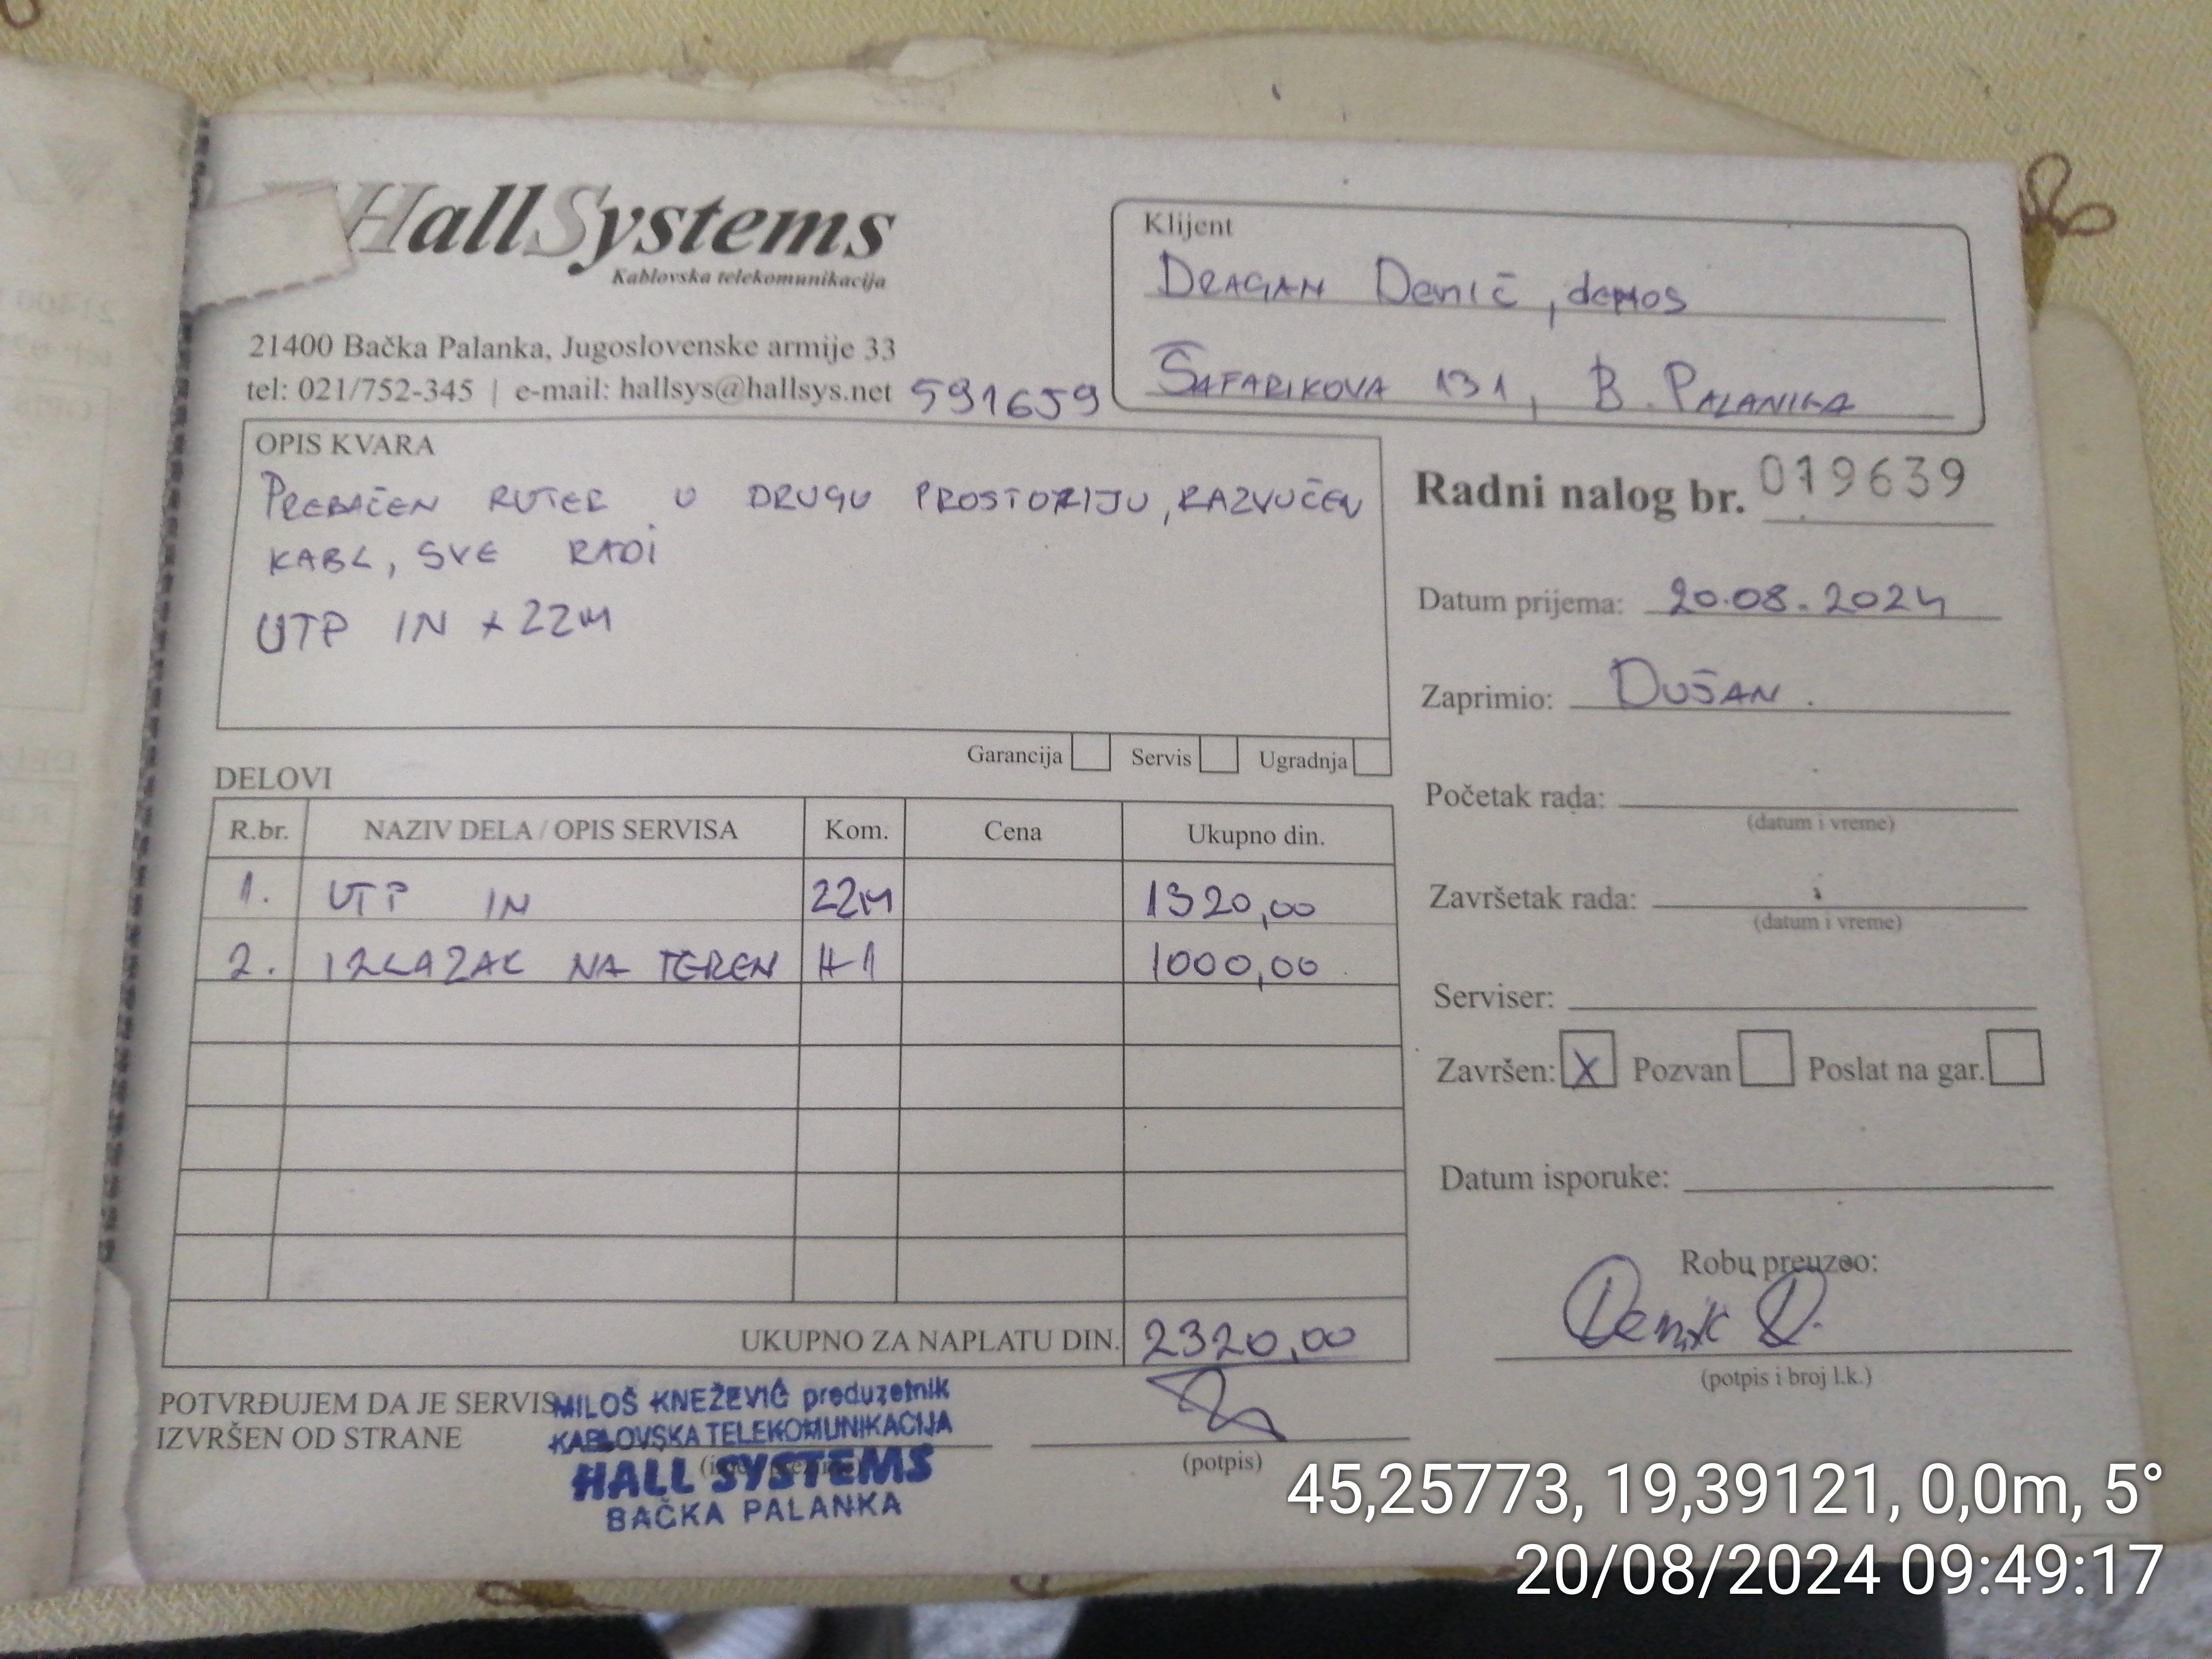 HallSystems
Kablovska telekomunikacija
21400 Bačka Palanka, Jugoslovenske armije 33
tel: 021/752-345 | e-mail: hallsys@hallsys.net 591659
Klijent
DRAGAN DENIČ, demos
ŠAFARIKOVA 131, B. PALANKA
OPIS KVARA
PREBAČEN RUTER U DRUGU PROSTORIJU, RAZVUČEN
KABL, SVE RADI
UTP IN x 22M
Garancija Servis Ugradnja
Radni nalog br. 019639
Datum prijema: 20.08.2024
Zaprimio: DUŠAN.
Početak rada:
(datum i vreme)
Završetak rada:
(datum i vreme)
Serviser:
Završen: X Pozvan Poslat na gar.
Datum isporuke:
Robu preuzeo:
Denič D.
(potpis i broj l.k.)
DELOVI
R.br. NAZIV DELA / OPIS SERVISA Kom. Cena Ukupno din.
1. UTP IN 22M 1320,00
2. IZLAZAK NA TEREN 1 1000,00
UKUPNO ZA NAPLATU DIN. 2320,00
POTVRĐUJEM DA JE SERVIS
IZVRŠEN OD STRANE
MILOŠ KNEŽEVIĆ preduzetnik
KABLOVSKA TELEKOMUNIKACIJA
HALL SYSTEMS
BAČKA PALANKA
(potpis)
45,25773, 19,39121, 0,0m, 5°
20/08/2024 09:49:17